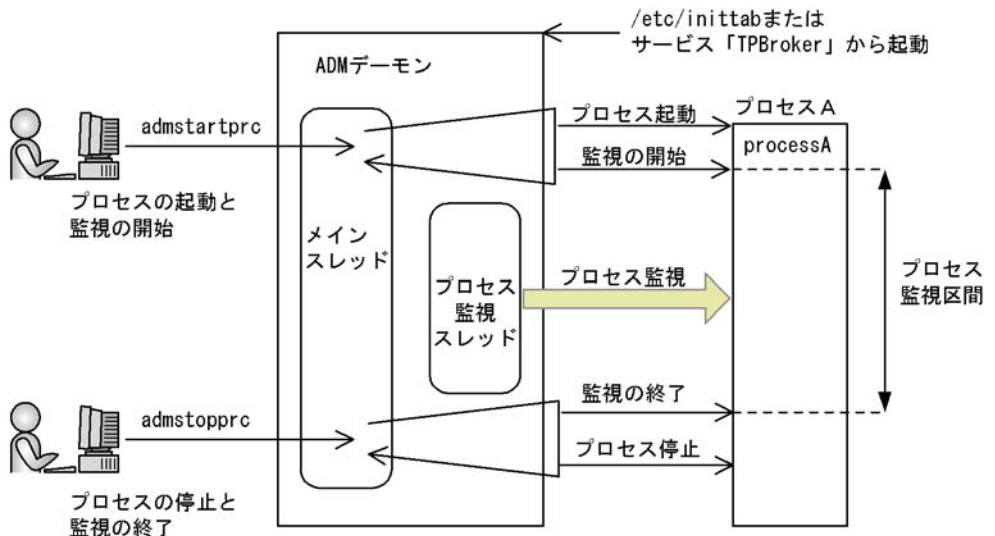 /etc/inittabまたは
サービス「TPBroker」から起動
ADMデーモン
admstartprc
プロセスの起動と
監視の開始
プロセス起動
監視の開始
プロセスA
processA
メイン
スレッド
プロセス
監視
スレッド
プロセス監視
プロセス
監視区間
admstopprc
プロセスの停止と
監視の終了
監視の終了
プロセス停止